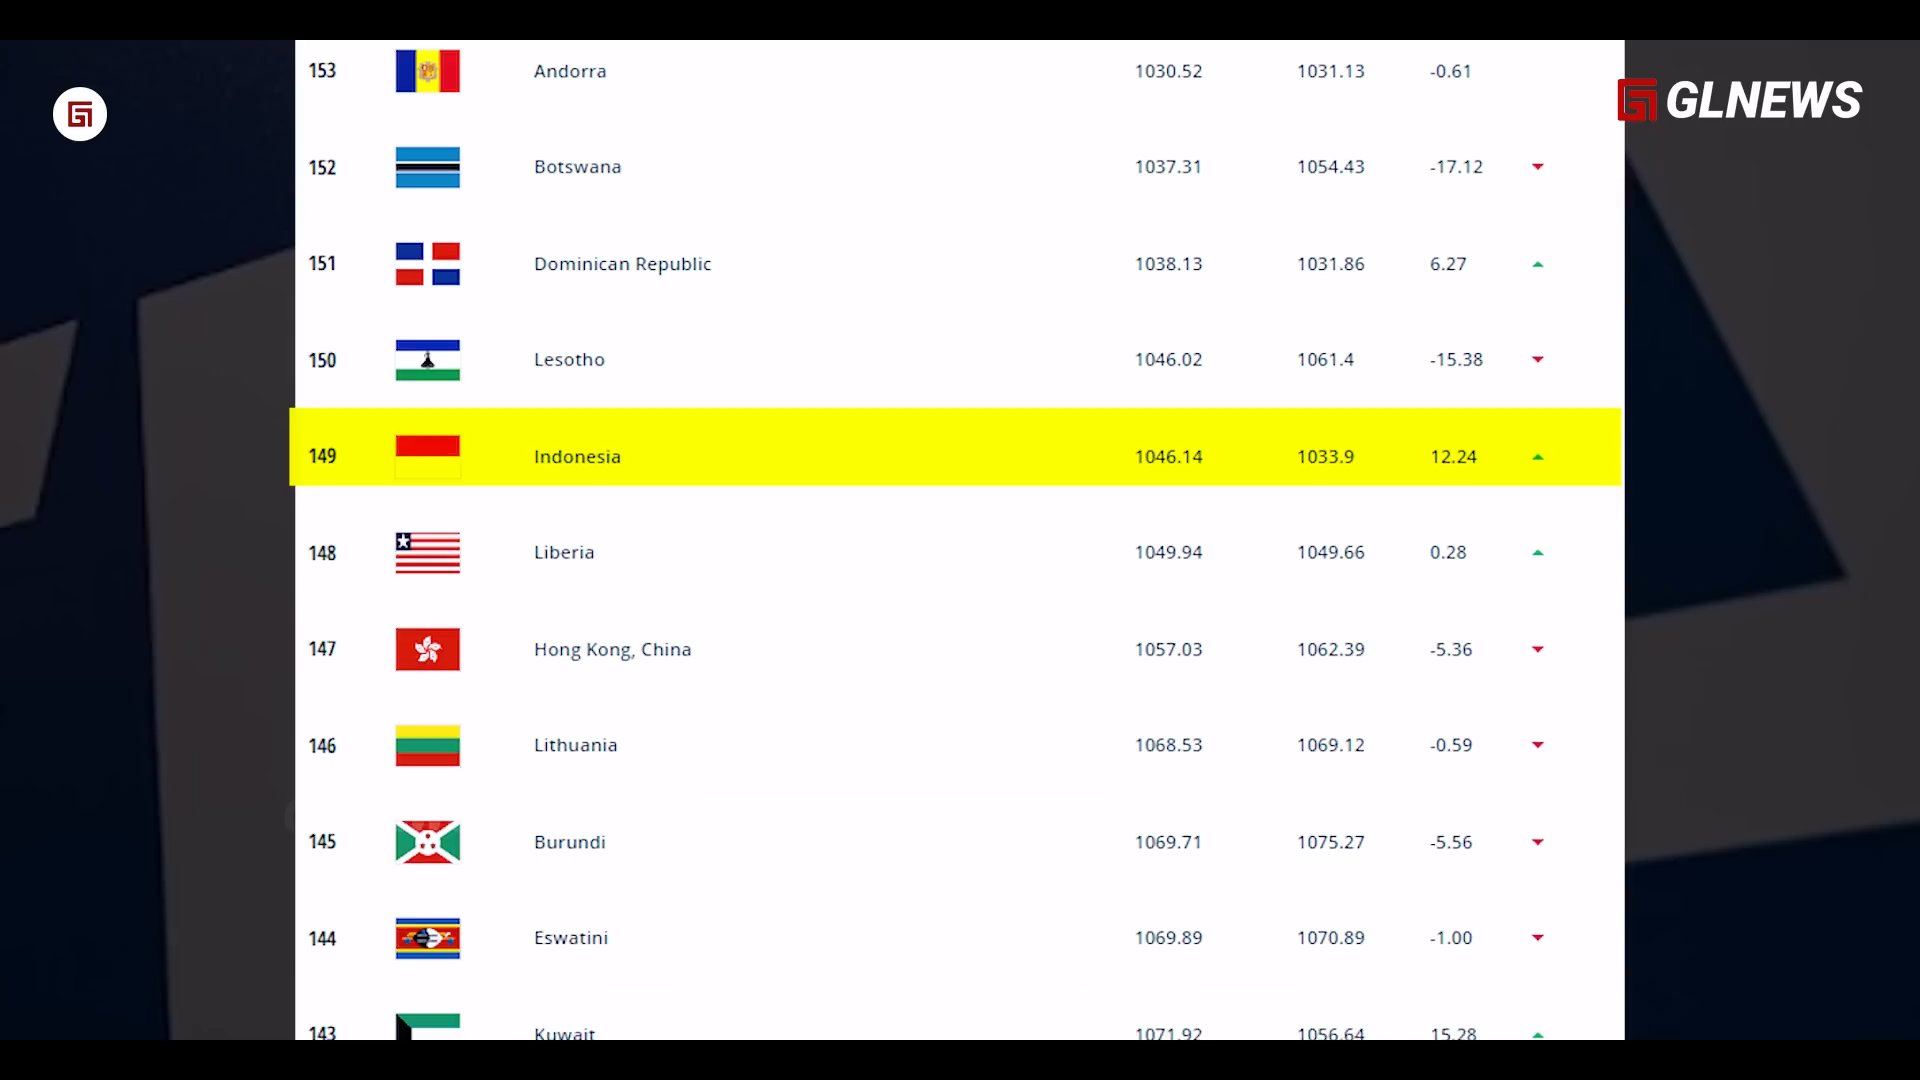 153 Andorra 1030.52 1031.13 -0.61
GLNEWS
152 Botswana 1037.31 1054.43 -17.12
151 Dominican Republic 1038.13 1031.86 6.27
150 Lesotho 1046.02 1061.4 -15.38
149 Indonesia 1046.14 1033.9 12.24
148 Liberia 1049.94 1049.66 0.28
147 Hong Kong, China 1057.03 1062.39 -5.36
146 Lithuania 1068.53 1069.12 -0.59
145 Burundi 1069.71 1075.27 -5.56
144 Eswatini 1069.89 1070.89 -1.00
143 Kuwait 1071.92 1056.64 15.28